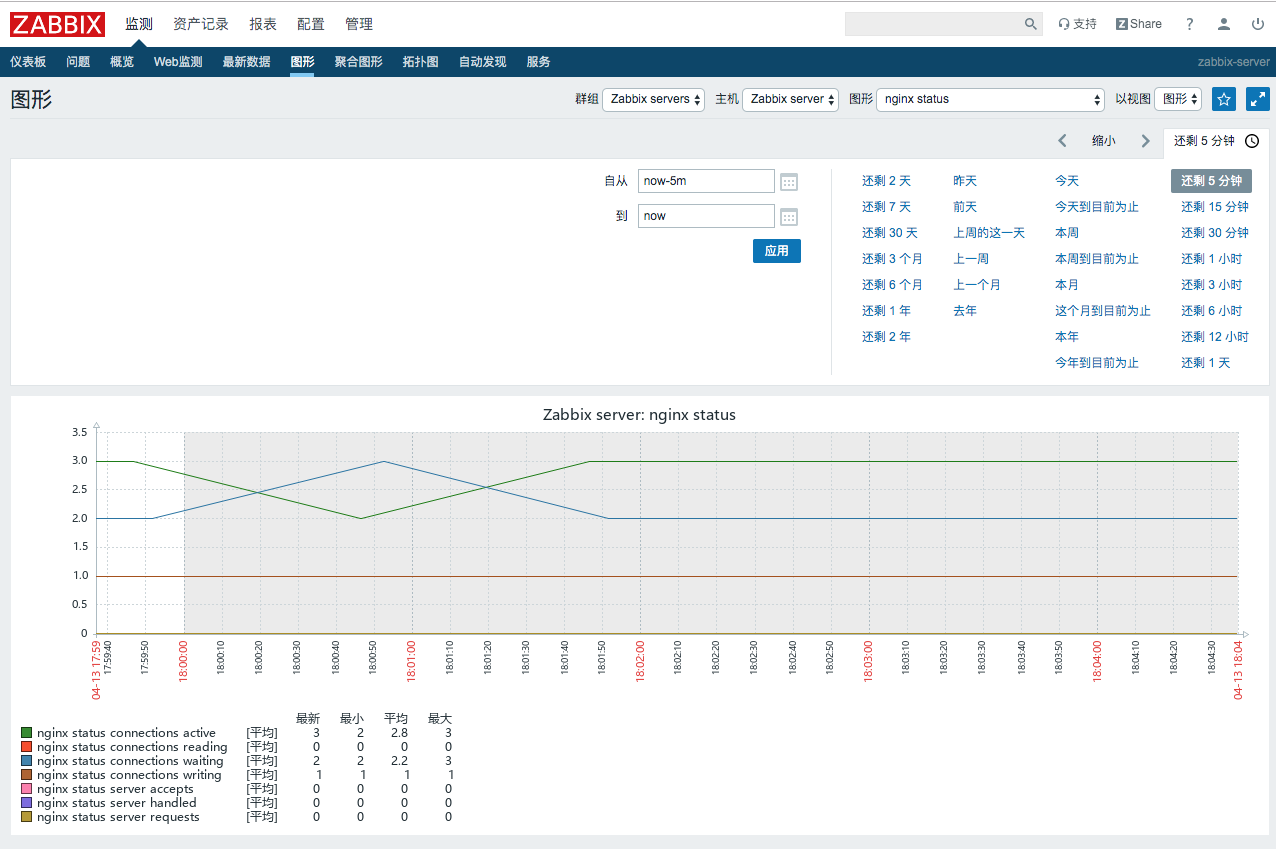 ZABBIX 监测 资产记录 报表 配置 管理 支持 Z Share ?
仪表板 问题 概览 Web监测 最新数据 图形 聚合图形 拓扑图 自动发现 服务 zabbix-server
图形 群组 Zabbix servers 主机 Zabbix server 图形 nginx status 以视图 图形
缩小 还剩 5 分钟
自从 now-5m 还剩 2 天 昨天 今天 还剩 5 分钟
还剩 7 天 前天 今天到目前为止 还剩 15 分钟
到 now
还剩 30 天 上周的这一天 本周 还剩 30 分钟
应用 还剩 3 个月 上一周 本周到目前为止 还剩 1 小时
还剩 6 个月 上一个月 本月 还剩 3 小时
还剩 1 年 去年 这个月到目前为止 还剩 6 小时
还剩 2 年 本年 还剩 12 小时
今年到目前为止 还剩 1 天
Zabbix server: nginx status
3.5
3.0
2.5
2.0
1.5
1.0
0.5
0
04-13 17:59 17:59:40 17:59:50 18:00:00 18:00:10 18:00:20 18:00:30 18:00:40 18:00:50 18:01:00 18:01:10 18:01:20 18:01:30 18:01:40 18:01:50 18:02:00 18:02:10 18:02:20 18:02:30 18:02:40 18:02:50 18:03:00 18:03:10 18:03:20 18:03:30 18:03:40 18:03:50 18:04:00 18:04:10 18:04:20 18:04:30 04-13 18:04
最新 最小 平均 最大
nginx status connections active [平均] 3 2 2.8 3
nginx status connections reading [平均] 0 0 0 0
nginx status connections waiting [平均] 2 2 2.2 3
nginx status connections writing [平均] 1 1 1 1
nginx status server accepts [平均] 0 0 0 0
nginx status server handled [平均] 0 0 0 0
nginx status server requests [平均] 0 0 0 0